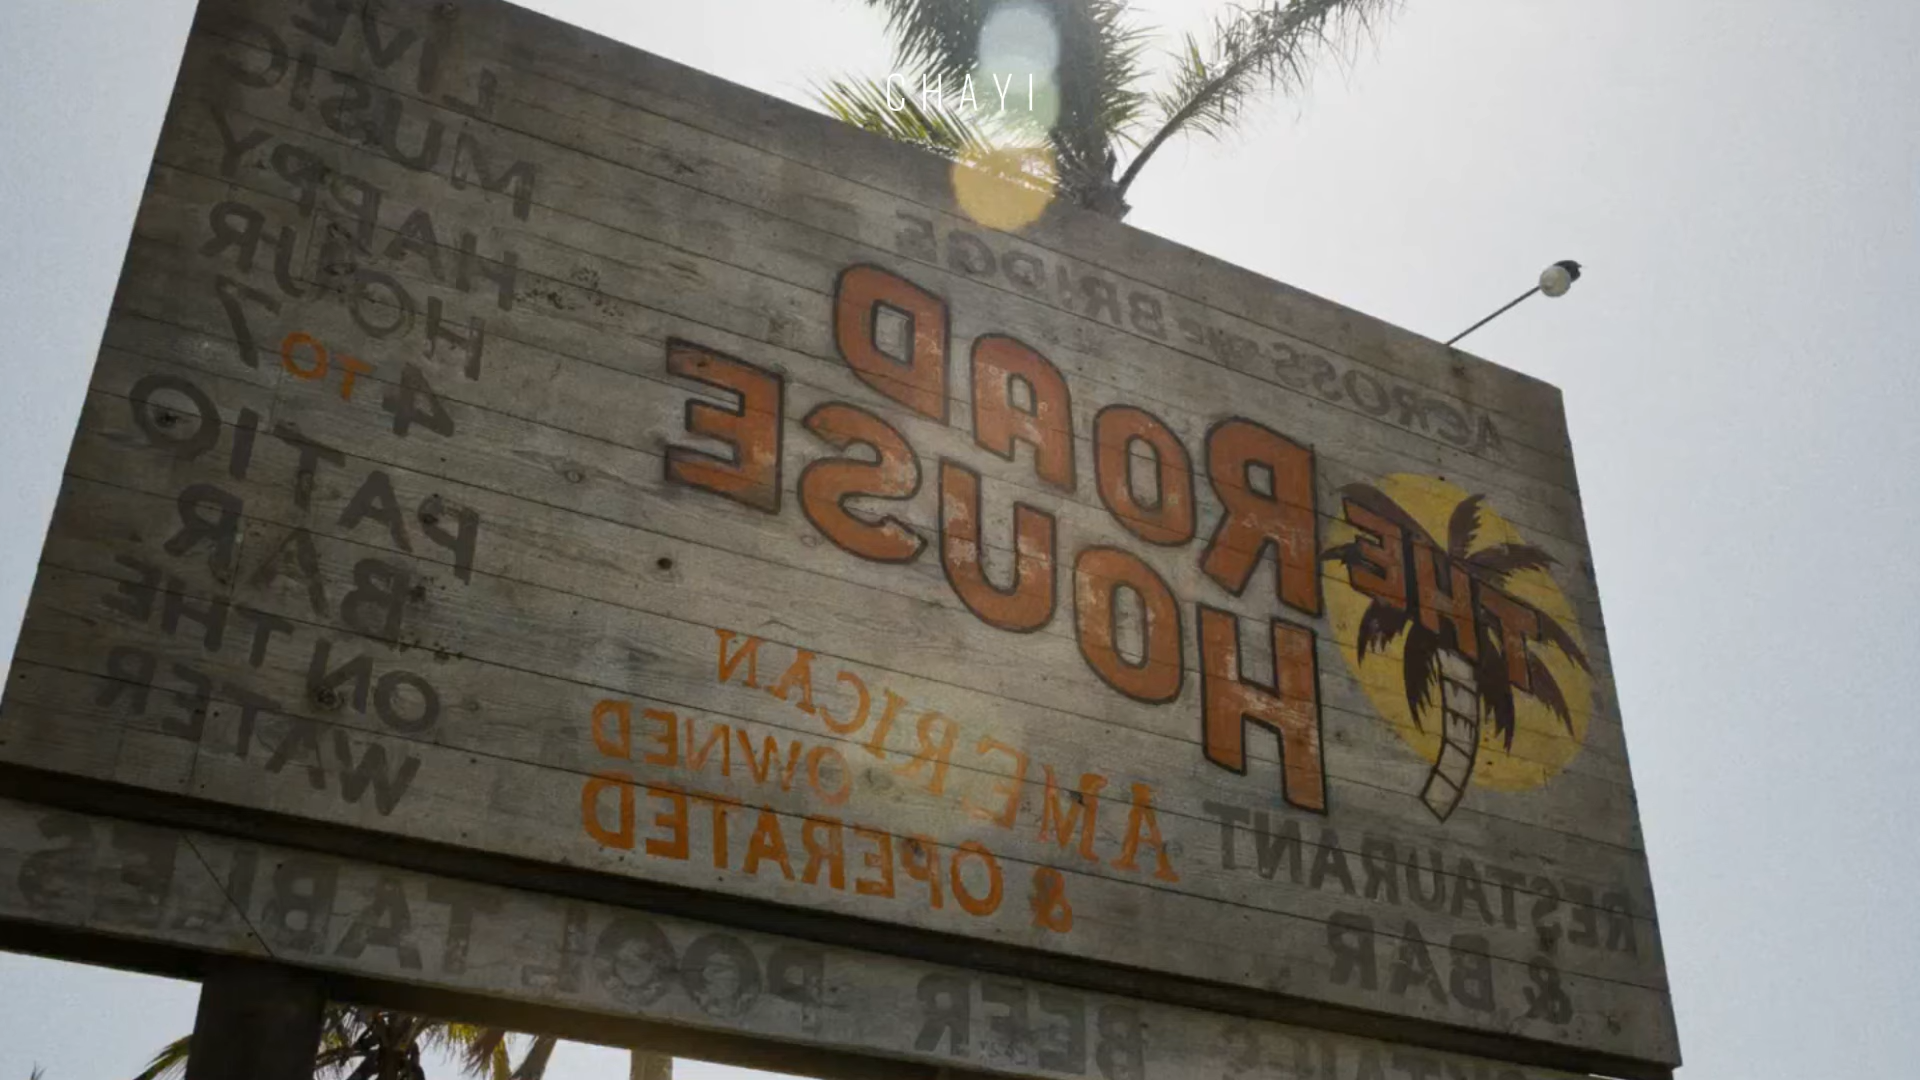 CHAYI
ACROSS THE BRIDGE
THE
ROAD
HOUSE
RESTAURANT
& BAR
AMERICAN
OWNED
& OPERATED
LIVE
MUSIC
HAPPY
HOUR
4 TO 7
PATIO
BAR
ON THE
WATER
BEER POOL TABLES